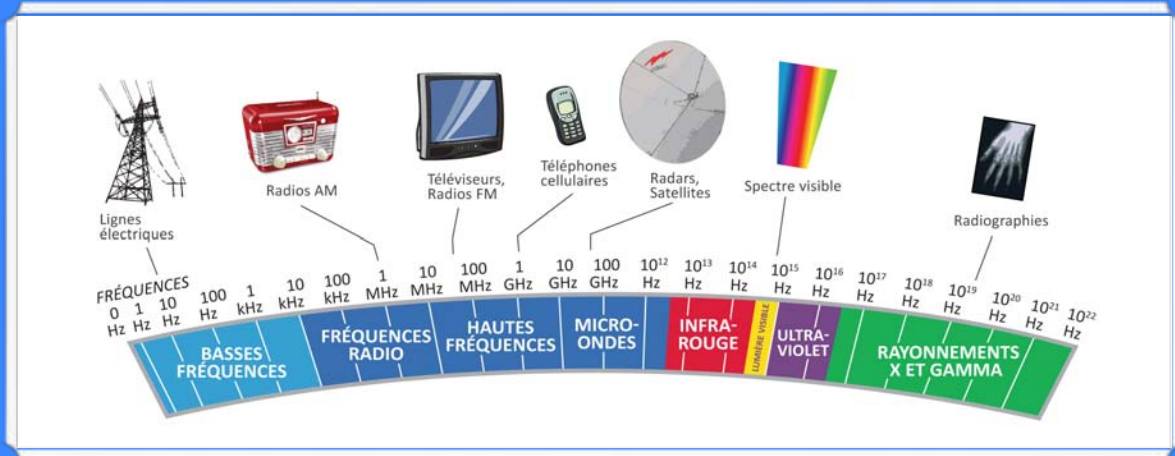 Lignes
électriques
Radios AM
Téléviseurs,
Radios FM
Téléphones
cellulaires
Radars,
Satellites
Spectre visible
Radiographies
FRÉQUENCES
0
Hz
1
Hz
10
Hz
100
Hz
1
kHz
10
kHz
100
kHz
1
MHz
10
MHz
100
MHz
1
GHz
10
GHz
100
GHz
10¹²
Hz
10¹³
Hz
10¹⁴
Hz
10¹⁵
Hz
10¹⁶
Hz
10¹⁷
Hz
10¹⁸
Hz
10¹⁹
Hz
10²⁰
Hz
10²¹
Hz
10²²
Hz
BASSES
FRÉQUENCES
FRÉQUENCES
RADIO
HAUTES
FRÉQUENCES
MICRO-
ONDES
INFRA-
ROUGE
LUMIÈRE VISIBLE
ULTRA-
VIOLET
RAYONNEMENTS
X ET GAMMA